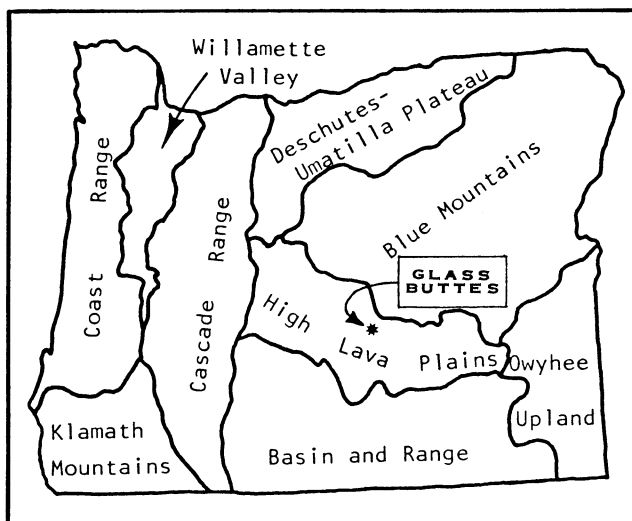 Willamette
Valley
Deschutes-
Umatilla Plateau
Coast Range
Cascade Range
Blue Mountains
GLASS
BUTTES
High Lava Plains
Owyhee
Upland
Klamath
Mountains
Basin and Range